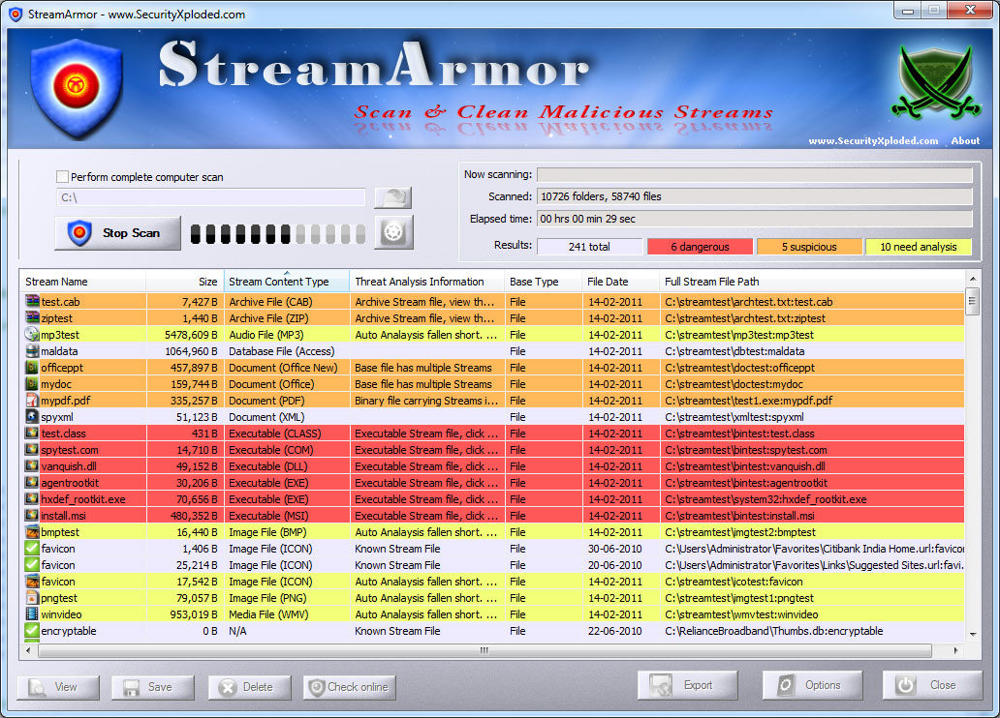 StreamArmor - www.SecurityXploded.com
StreamArmor
Scan & Clean Malicious Streams
www.SecurityXploded.com About
Perform complete computer scan
C:\
Stop Scan
Now scanning:
Scanned: 10726 folders, 58740 files
Elapsed time: 00 hrs 00 min 29 sec
Results: 241 total 6 dangerous 5 suspicious 10 need analysis
Stream Name Size Stream Content Type Threat Analysis Information Base Type File Date Full Stream File Path
test.cab 7,427 B Archive File (CAB) Archive Stream file, view th... File 14-02-2011 C:\streamtest\archtest.txt:test.cab
ziptest 1,440 B Archive File (ZIP) Archive Stream file, view th... File 14-02-2011 C:\streamtest\archtest.txt:ziptest
mp3test 5478,609 B Audio File (MP3) Auto Analaysis fallen short. ... File 14-02-2011 C:\streamtest\mp3test:mp3test
maldata 1064,960 B Database File (Access) File 14-02-2011 C:\streamtest\dbtest:maldata
officeppt 457,897 B Document (Office New) Base file has multiple Streams File 14-02-2011 C:\streamtest\doctest:officeppt
mydoc 159,744 B Document (Office) Base file has multiple Streams File 14-02-2011 C:\streamtest\doctest:mydoc
mypdf.pdf 335,257 B Document (PDF) Binary file carrying Streams i... File 14-02-2011 C:\streamtest\test1.exe:mypdf.pdf
spyxml 51,123 B Document (XML) File 14-02-2011 C:\streamtest\xmltest:spyxml
test.class 431 B Executable (CLASS) Executable Stream file, click ... File 14-02-2011 C:\streamtest\bintest:test.class
spytest.com 14,710 B Executable (COM) Executable Stream file, click ... File 14-02-2011 C:\streamtest\bintest:spytest.com
vanquish.dll 49,152 B Executable (DLL) Executable Stream file, click ... File 14-02-2011 C:\streamtest\bintest:vanquish.dll
agentrootkit 30,206 B Executable (EXE) Executable Stream file, click ... File 14-02-2011 C:\streamtest\bintest:agentrootkit
hxdef_rootkit.exe 70,656 B Executable (EXE) Executable Stream file, click ... File 14-02-2011 C:\streamtest\system32:hxdef_rootkit.exe
install.msi 480,352 B Executable (MSI) Executable Stream file, click ... File 14-02-2011 C:\streamtest\bintest:install.msi
bmptest 16,440 B Image File (BMP) Auto Analaysis fallen short. ... File 14-02-2011 C:\streamtest\imgtest2:bmptest
favicon 1,406 B Image File (ICON) Known Stream File File 30-06-2010 C:\Users\Administrator\Favorites\Citibank India Home.url:favicon
favicon 25,214 B Image File (ICON) Known Stream File File 20-06-2010 C:\Users\Administrator\Favorites\Links\Suggested Sites.url:favi...
favicon 17,542 B Image File (ICON) Auto Analaysis fallen short. ... File 14-02-2011 C:\streamtest\icotest:favicon
pngtest 79,057 B Image File (PNG) Auto Analaysis fallen short. ... File 14-02-2011 C:\streamtest\imgtest1:pngtest
winvideo 953,019 B Media File (WMV) Auto Analaysis fallen short. ... File 14-02-2011 C:\streamtest\wmvtest:winvideo
encryptable 0 B N/A Known Stream File File 22-06-2010 C:\RelianceBroadband\Thumbs.db:encryptable
View Save Delete Check online Export Options Close